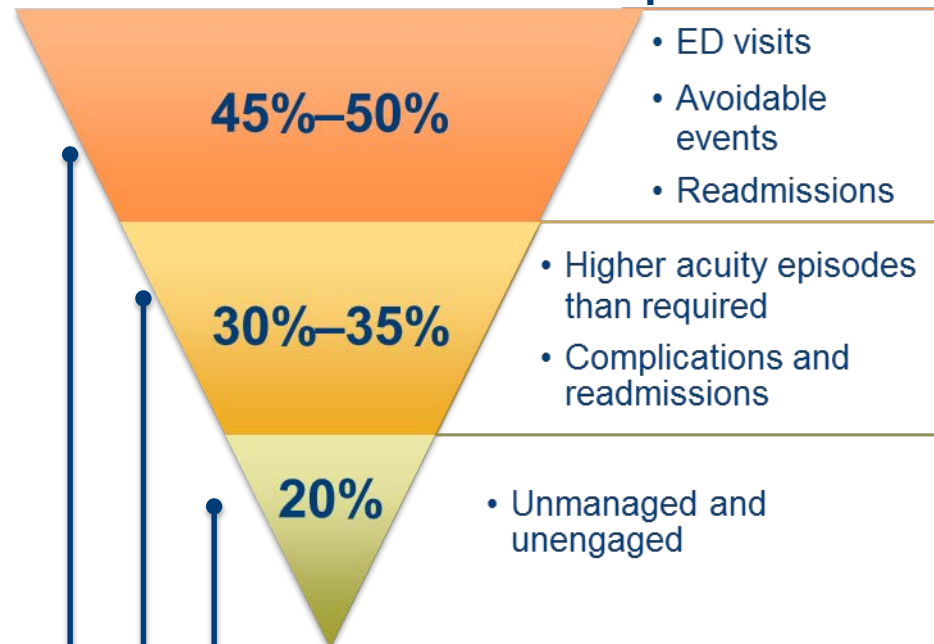 45%–50%
• ED visits
• Avoidable
events
• Readmissions
30%–35%
• Higher acuity episodes
than required
• Complications and
readmissions
20%
• Unmanaged and
unengaged